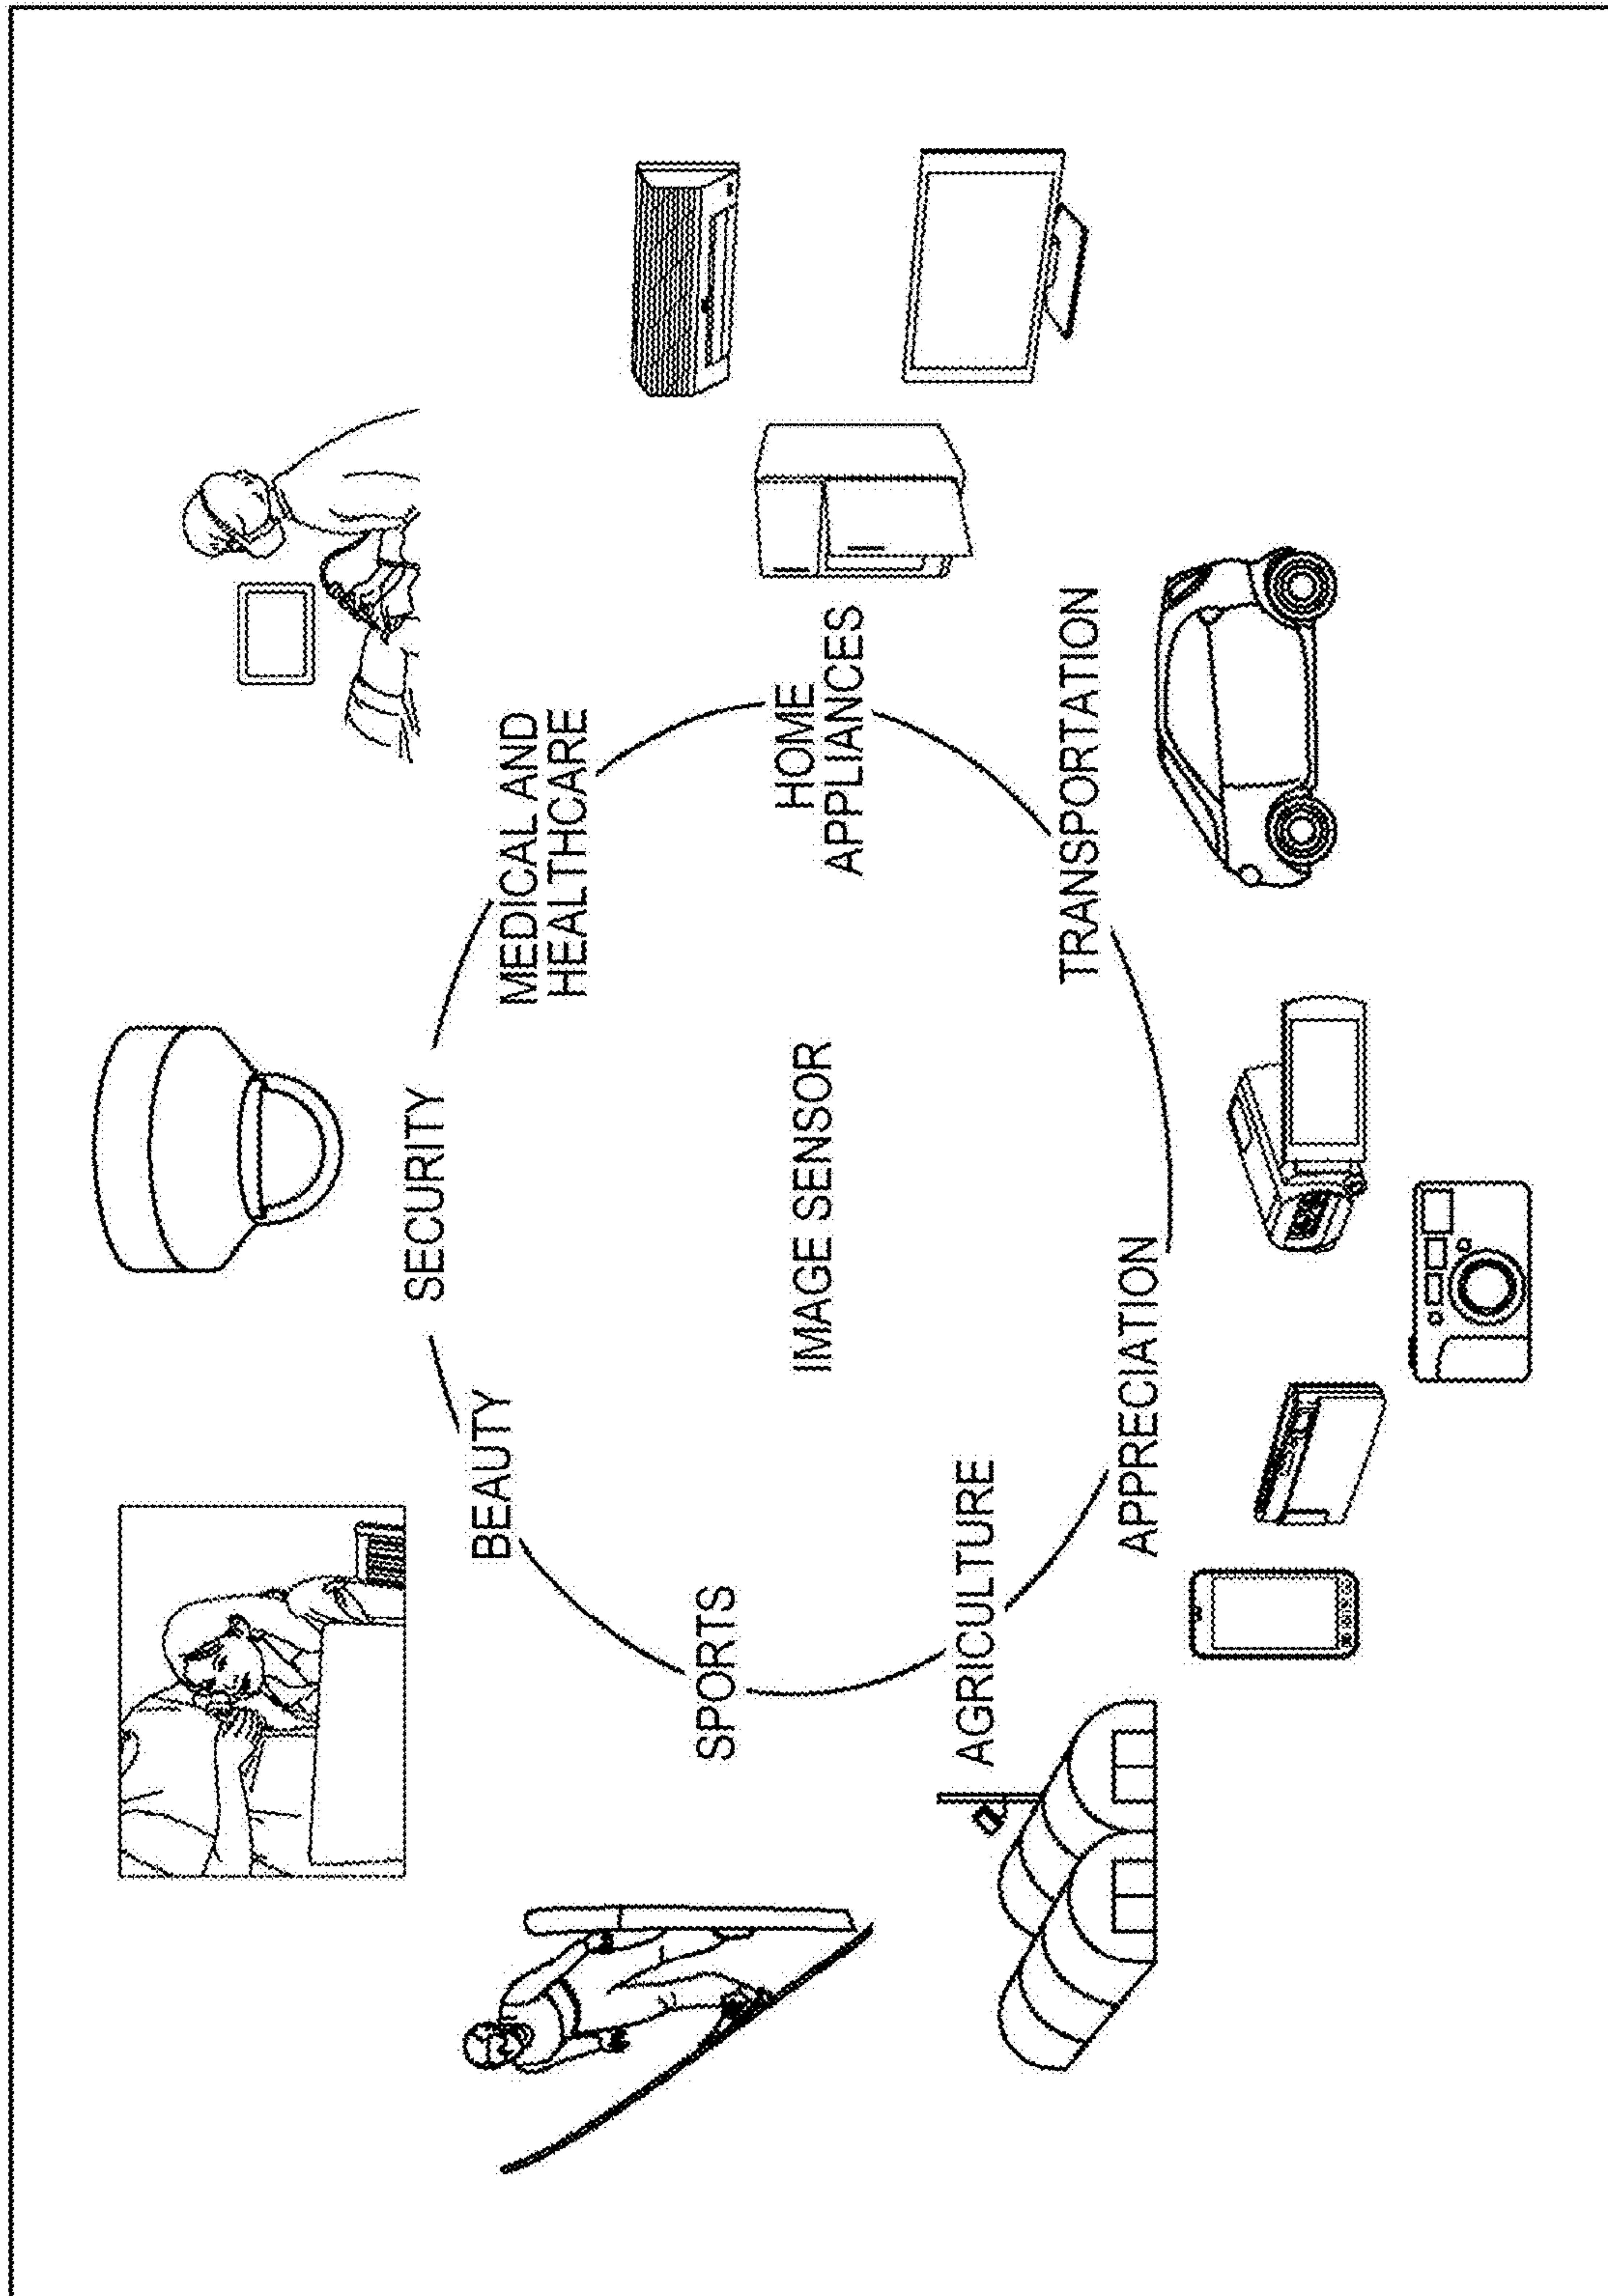 SECURITY
BEAUTY
MEDICAL AND
HEALTHCARE
SPORTS
IMAGE SENSOR
HOME
APPLIANCES
AGRICULTURE
TRANSPORTATION
APPRECIATION